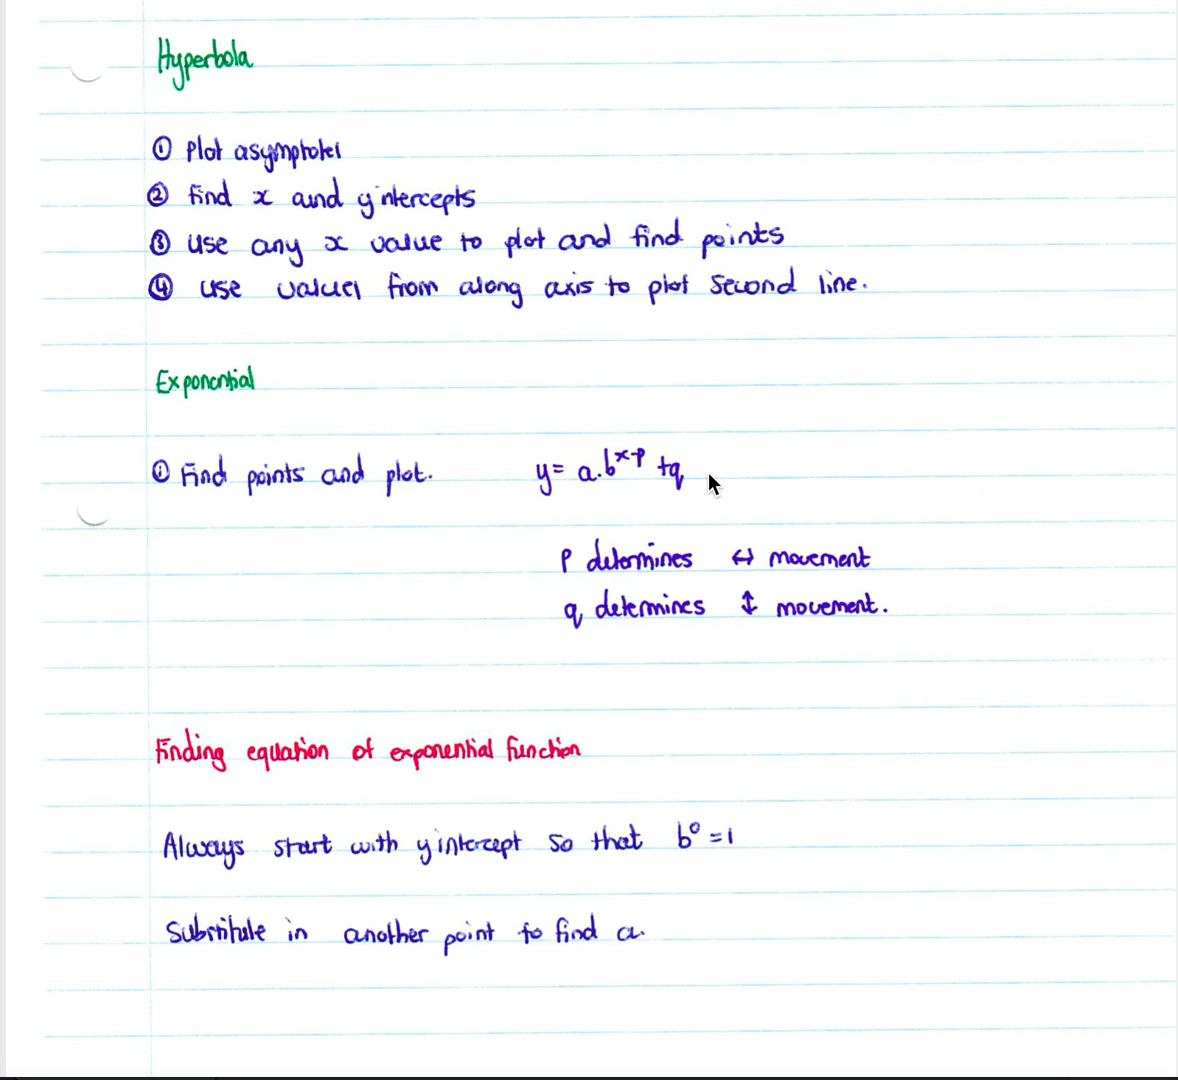 Hyperbola
① Plot asymptotes
② find x and y intercepts
③ use any x value to plot and find points
④ use values from along axis to plot second line.
Exponential
① Find points and plot. y = a.b^{x-p} +q
p determines ↔ movement
q determines ↕ movement.
Finding equation of exponential function
Always start with y intercept so that b⁰ = 1
Substitute in another point to find a.